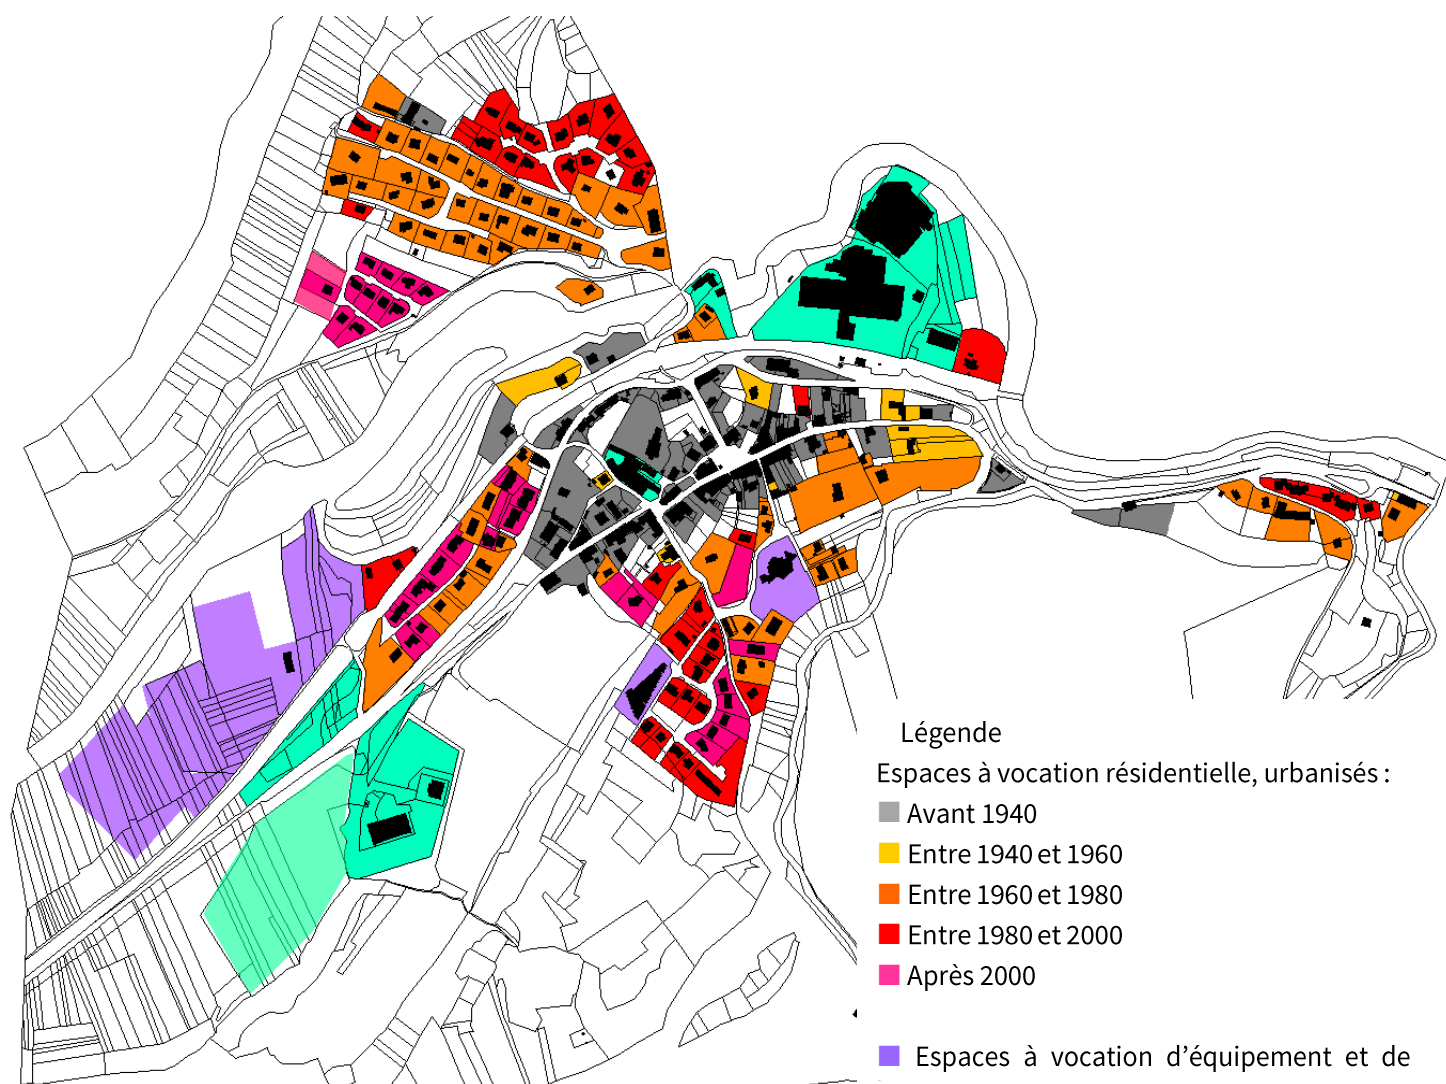 Légende
Espaces à vocation résidentielle, urbanisés :
Avant 1940
Entre 1940 et 1960
Entre 1960 et 1980
Entre 1980 et 2000
Après 2000
Espaces à vocation d’équipement et de